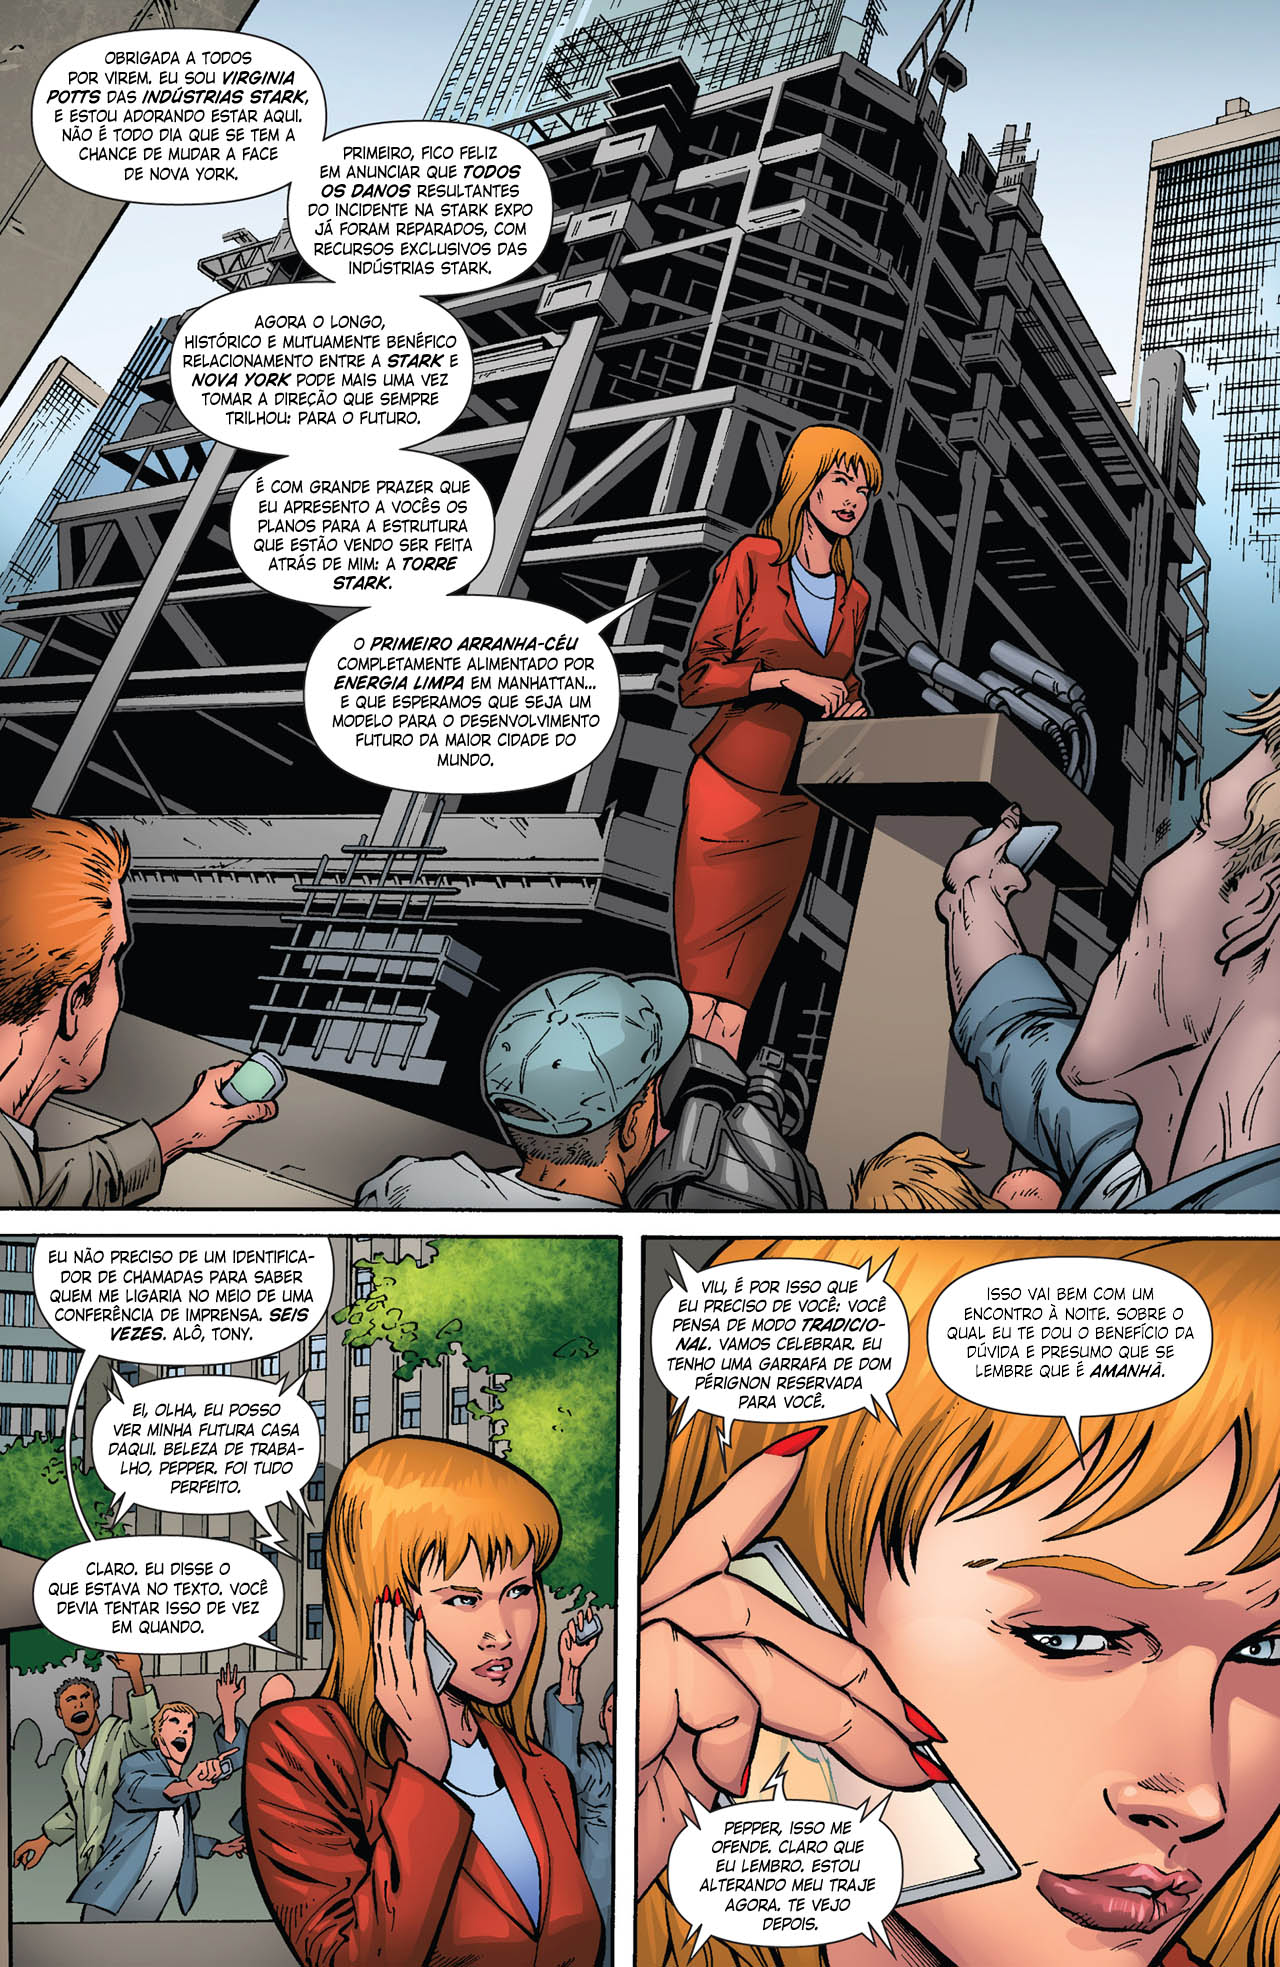 OBRIGADA A TODOS
POR VIREM. EU SOU VIRGINIA
POTTS DAS INDÚSTRIAS STARK,
E ESTOU ADORANDO ESTAR AQUI.
NÃO É TODO DIA QUE SE TEM A
CHANCE DE MUDAR A FACE
DE NOVA YORK.
PRIMEIRO, FICO FELIZ
EM ANUNCIAR QUE TODOS
OS DANOS RESULTANTES
DO INCIDENTE NA STARK EXPO
JÁ FORAM REPARADOS, COM
RECURSOS EXCLUSIVOS DAS
INDÚSTRIAS STARK.
AGORA O LONGO,
HISTÓRICO E MUTUAMENTE BENÉFICO
RELACIONAMENTO ENTRE A STARK E
NOVA YORK PODE MAIS UMA VEZ
TOMAR A DIREÇÃO QUE SEMPRE
TRILHOU: PARA O FUTURO.
É COM GRANDE PRAZER QUE
EU APRESENTO A VOCÊS OS
PLANOS PARA A ESTRUTURA
QUE ESTÃO VENDO SER FEITA
ATRÁS DE MIM: A TORRE
STARK.
O PRIMEIRO ARRANHA-CÉU
COMPLETAMENTE ALIMENTADO POR
ENERGIA LIMPA EM MANHATTAN...
E QUE ESPERAMOS QUE SEJA UM
MODELO PARA O DESENVOLVIMENTO
FUTURO DA MAIOR CIDADE DO
MUNDO.
EU NÃO PRECISO DE UM IDENTIFICA-
DOR DE CHAMADAS PARA SABER
QUEM ME LIGARIA NO MEIO DE UMA
CONFERÊNCIA DE IMPRENSA. SEIS
VEZES. ALÔ, TONY.
EI, OLHA, EU POSSO
VER MINHA FUTURA CASA
DAQUI. BELEZA DE TRABA-
LHO, PEPPER. FOI TUDO
PERFEITO.
CLARO. EU DISSE O
QUE ESTAVA NO TEXTO. VOCÊ
DEVIA TENTAR ISSO DE VEZ
EM QUANDO.
VIU, É POR ISSO QUE
EU PRECISO DE VOCÊ: VOCÊ
PENSA DE MODO TRADICIO-
NAL. VAMOS CELEBRAR. EU
TENHO UMA GARRAFA DE DOM
PÉRIGNON RESERVADA
PARA VOCÊ.
ISSO VAI BEM COM UM
ENCONTRO À NOITE. SOBRE O
QUAL EU TE DOU O BENEFÍCIO DA
DÚVIDA E PRESUMO QUE SE
LEMBRE QUE É AMANHÃ.
PEPPER, ISSO ME
OFENDE. CLARO QUE
EU LEMBRO. ESTOU
ALTERANDO MEU TRAJE
AGORA. TE VEJO
DEPOIS.